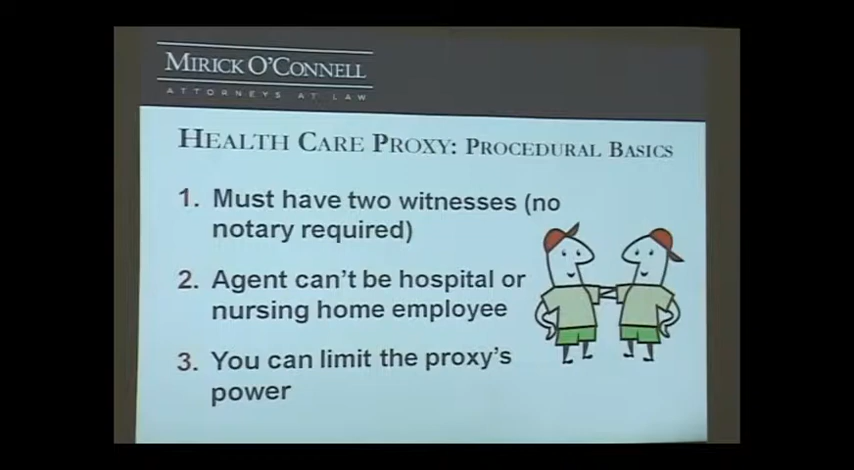 MIRICK O'CONNELL
ATTORNEYS AT LAW
HEALTH CARE PROXY: PROCEDURAL BASICS
1. Must have two witnesses (no
notary required)
2. Agent can't be hospital or
nursing home employee
3. You can limit the proxy's
power